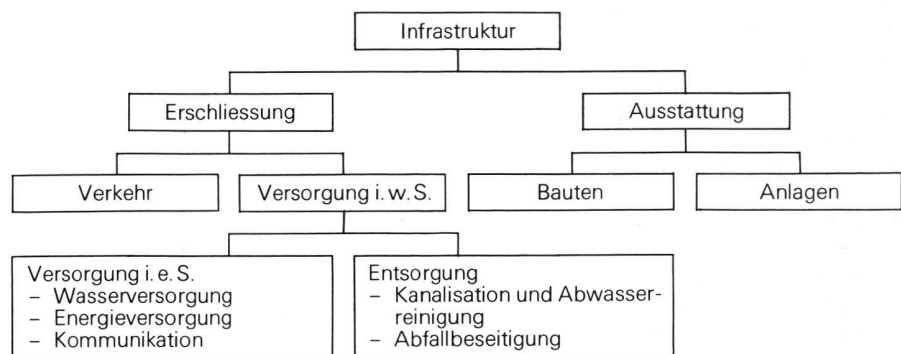 Infrastruktur
Erschliessung
Ausstattung
Verkehr
Versorgung i.w.S.
Bauten
Anlagen
Versorgung i.e.S.
– Wasserversorgung
– Energieversorgung
– Kommunikation
Entsorgung
– Kanalisation und Abwasser-
reinigung
– Abfallbeseitigung